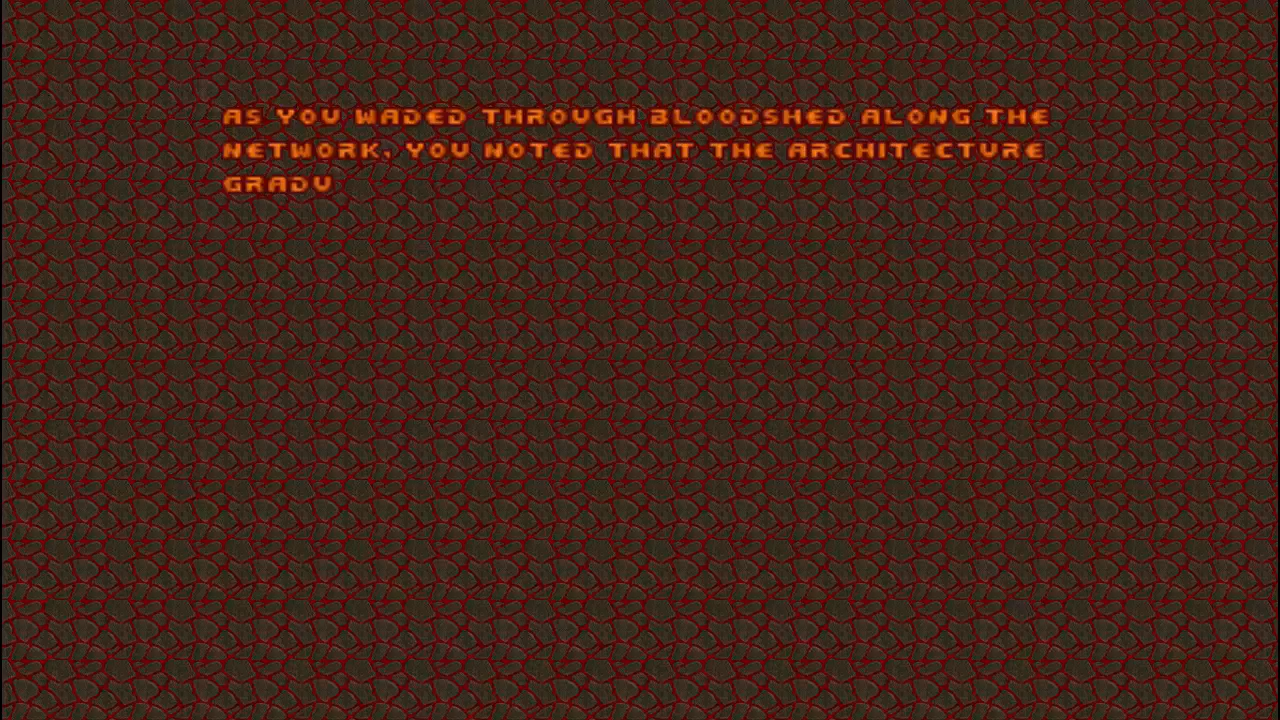 AS YOU WADED THROUGH BLOODSHED ALONG THE
NETWORK, YOU NOTED THAT THE ARCHITECTURE
GRADU